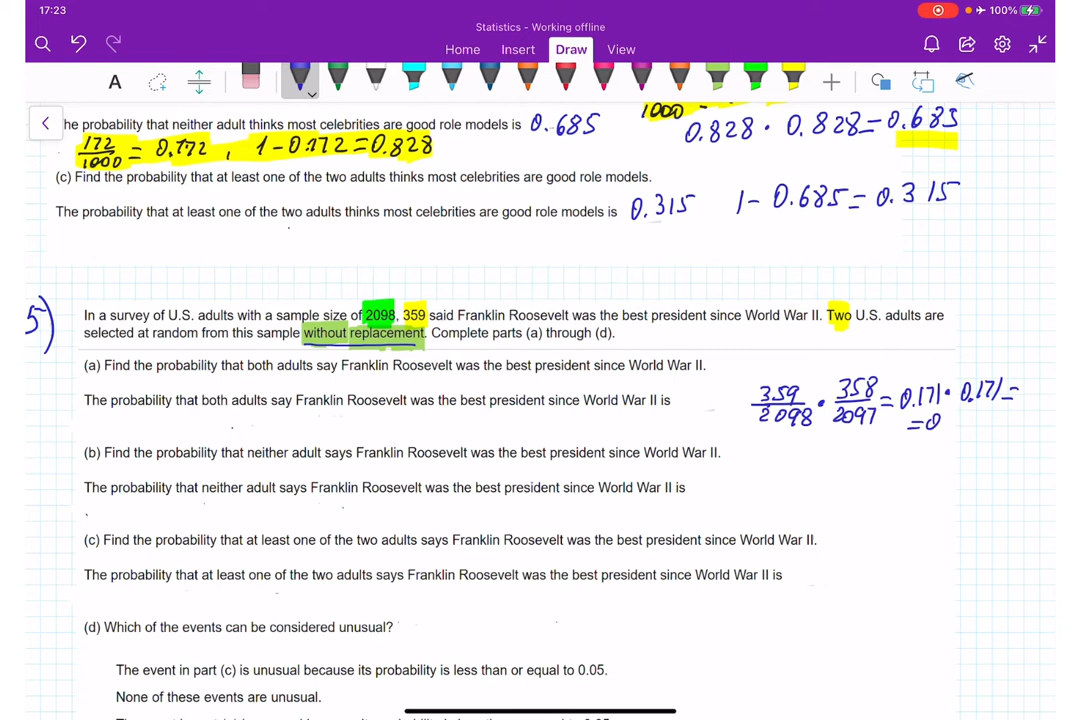 17:23
100%
Statistics - Working offline
Home Insert Draw View
A
1000
he probability that neither adult thinks most celebrities are good role models is 0.685
0.828 · 0.828 = 0.685
172/1000 = 0.172 , 1 - 0.172 = 0.828
(c) Find the probability that at least one of the two adults thinks most celebrities are good role models.
The probability that at least one of the two adults thinks most celebrities are good role models is 0.315 1 - 0.685 = 0.315
5)
In a survey of U.S. adults with a sample size of 2098, 359 said Franklin Roosevelt was the best president since World War II. Two U.S. adults are
selected at random from this sample without replacement. Complete parts (a) through (d).
(a) Find the probability that both adults say Franklin Roosevelt was the best president since World War II.
The probability that both adults say Franklin Roosevelt was the best president since World War II is
359/2098 · 358/2097 = 0.171 · 0.171 =
= 0
(b) Find the probability that neither adult says Franklin Roosevelt was the best president since World War II.
The probability that neither adult says Franklin Roosevelt was the best president since World War II is
(c) Find the probability that at least one of the two adults says Franklin Roosevelt was the best president since World War II.
The probability that at least one of the two adults says Franklin Roosevelt was the best president since World War II is
(d) Which of the events can be considered unusual?
The event in part (c) is unusual because its probability is less than or equal to 0.05.
None of these events are unusual.